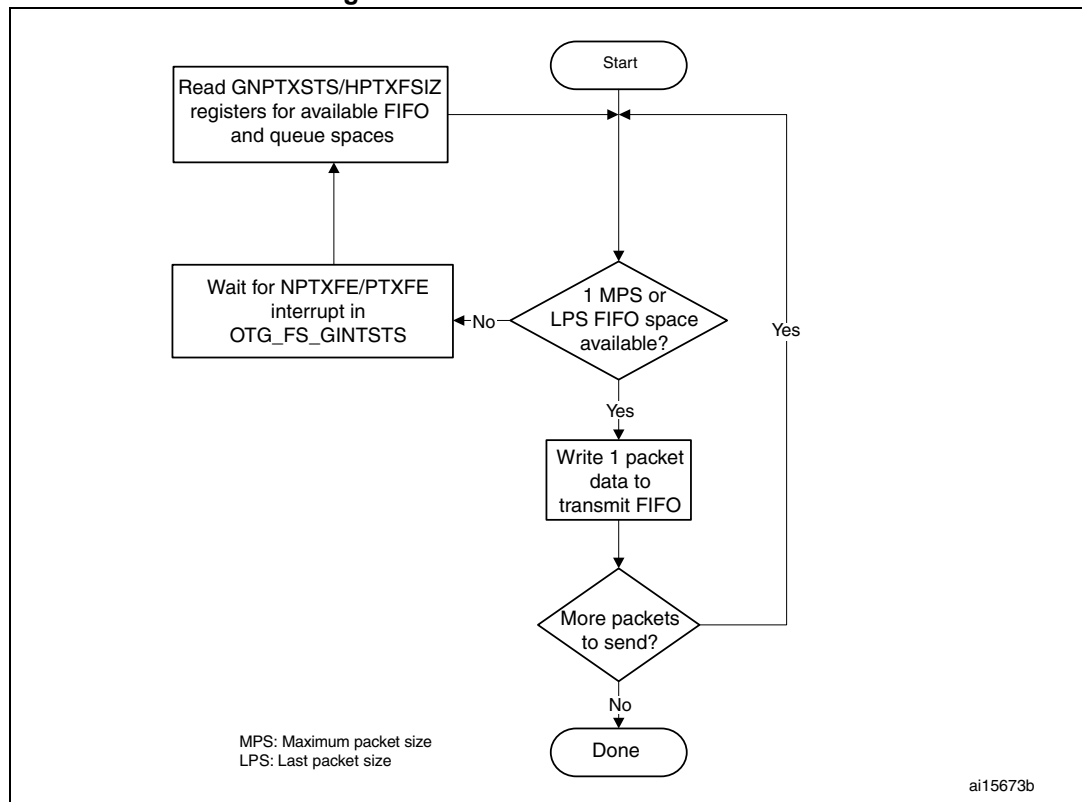 Start
Read GNPTXSTS/HPTXFSIZ
registers for available FIFO
and queue spaces
Wait for NPTXFE/PTXFE
interrupt in
OTG_FS_GINTSTS
No
1 MPS or
LPS FIFO space
available?
Yes
Yes
Write 1 packet
data to
transmit FIFO
More packets
to send?
No
Done
MPS: Maximum packet size
LPS: Last packet size
ai15673b